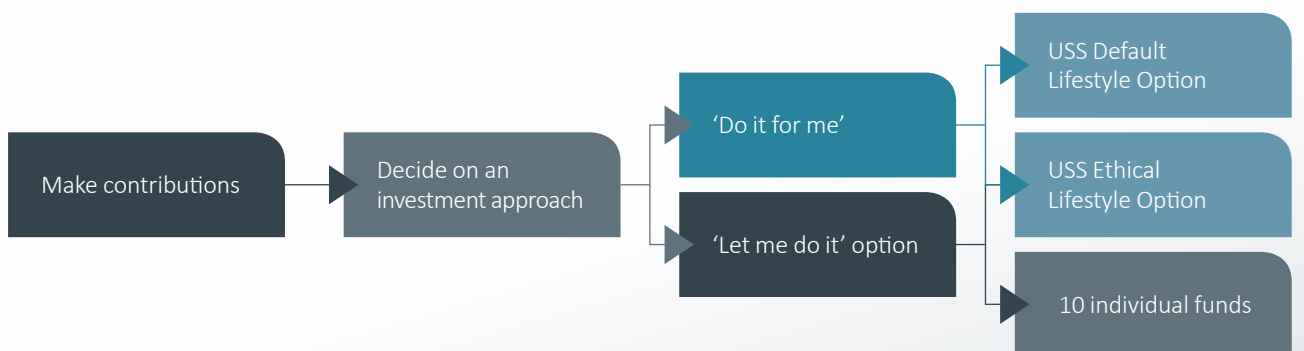 Make contributions
Decide on an
investment approach
‘Do it for me’
‘Let me do it’ option
USS Default
Lifestyle Option
USS Ethical
Lifestyle Option
10 individual funds